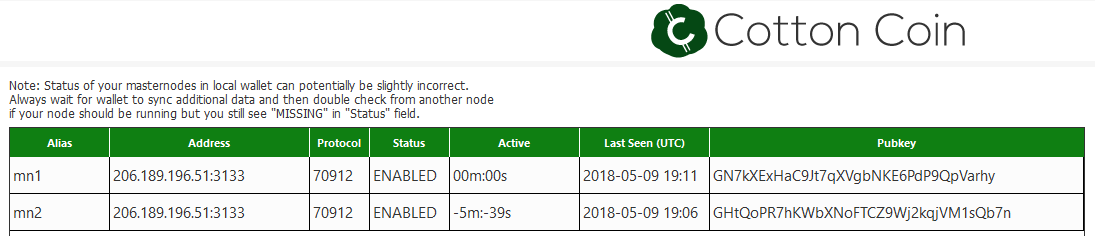 Cotton Coin
Note: Status of your masternodes in local wallet can potentially be slightly incorrect.
Always wait for wallet to sync additional data and then double check from another node
if your node should be running but you still see "MISSING" in "Status" field.
Alias Address Protocol Status Active Last Seen (UTC) Pubkey
mn1 206.189.196.51:3133 70912 ENABLED 00m:00s 2018-05-09 19:11 GN7kXExHaC9Jt7qXVgbNKE6PdP9QpVarhy
mn2 206.189.196.51:3133 70912 ENABLED -5m:-39s 2018-05-09 19:06 GHtQoPR7hKWbXNoFTCZ9Wj2kqjVM1sQb7n